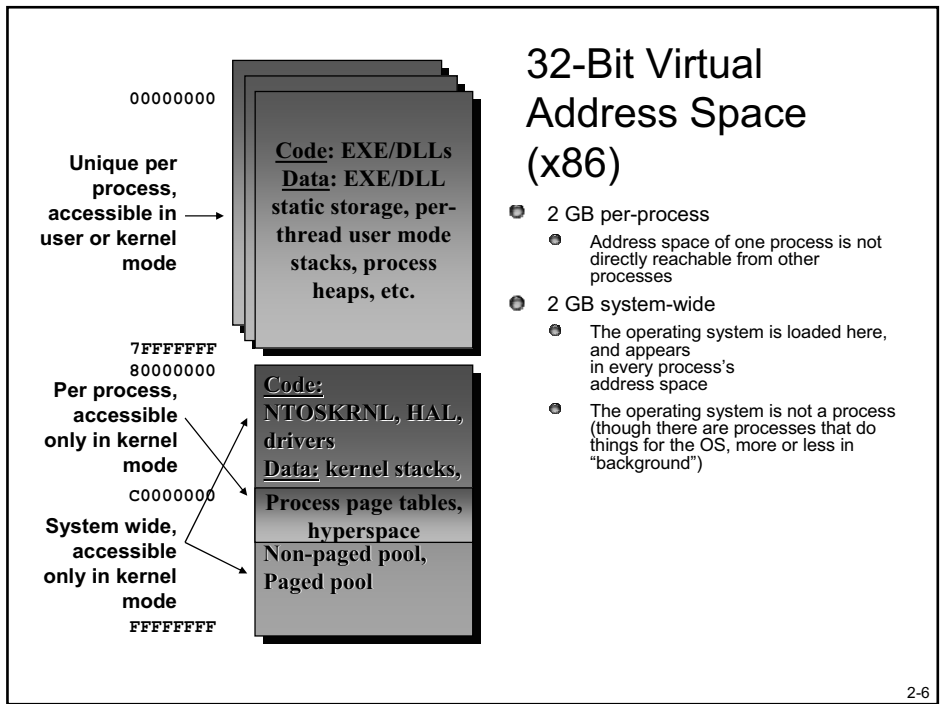 32-Bit Virtual
Address Space
(x86)
00000000
Unique per
process,
accessible in
user or kernel
mode
Code: EXE/DLLs
Data: EXE/DLL
static storage, per-
thread user mode
stacks, process
heaps, etc.
7FFFFFFF
80000000
Per process,
accessible
only in kernel
mode
C0000000
System wide,
accessible
only in kernel
mode
FFFFFFFF
Code:
NTOSKRNL, HAL,
drivers
Data: kernel stacks,
Process page tables,
hyperspace
Non-paged pool,
Paged pool
2 GB per-process
Address space of one process is not
directly reachable from other
processes
2 GB system-wide
The operating system is loaded here,
and appears
in every process's
address space
The operating system is not a process
(though there are processes that do
things for the OS, more or less in
“background”)
2-6